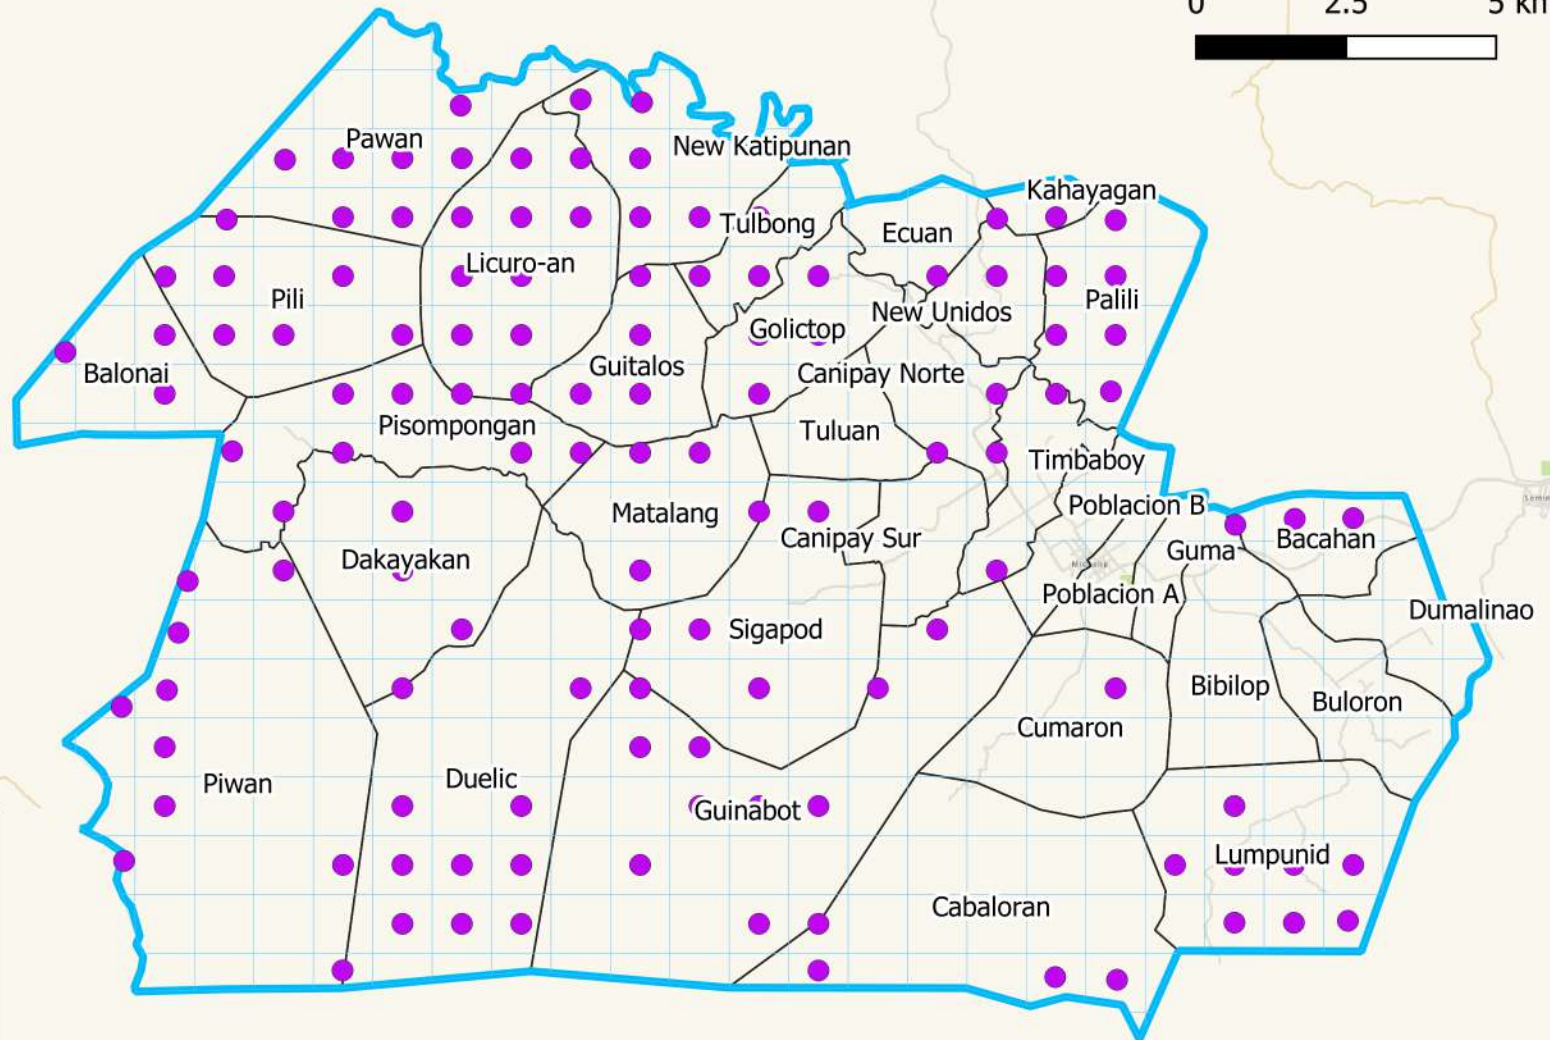 0 2.5 5 km
Pawan
New Katipunan
Kahayagan
Tulbong
Ecuan
Licuro-an
Pili
Palili
New Unidos
Golictop
Guitalos
Balonai
Canipay Norte
Pisompongan
Tuluan
Timbaboy
Poblacion B
Matalang
Canipay Sur
Bacahan
Guma
Dakayakan
Poblacion A
Dumalinao
Sigapod
Bibilop
Buloron
Cumaron
Duelic
Piwan
Guinabot
Lumpunid
Cabaloran